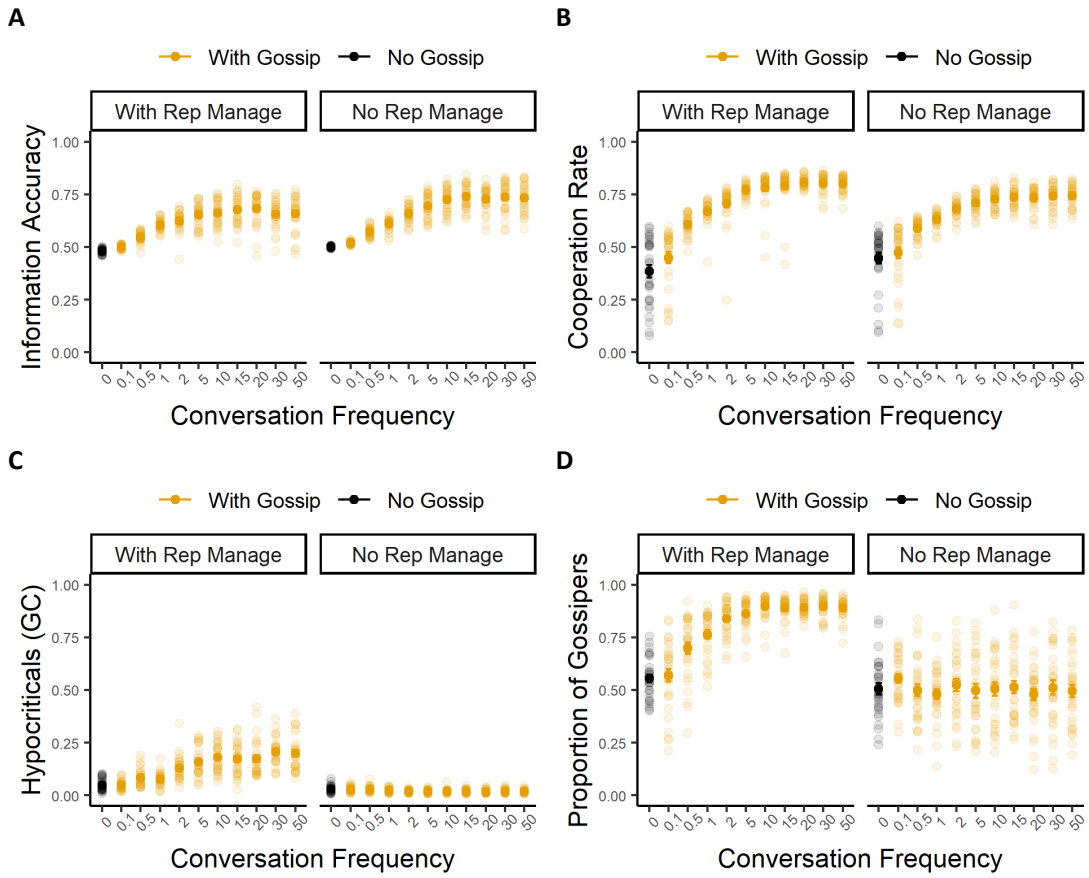 A
With Gossip No Gossip
With Rep Manage No Rep Manage
Information Accuracy
1.00
0.75
0.50
0.25
0.00
0 0.1 0.5 1 2 5 10 15 20 30 50 0 0.1 0.5 1 2 5 10 15 20 30 50
Conversation Frequency
B
With Gossip No Gossip
With Rep Manage No Rep Manage
Cooperation Rate
1.00
0.75
0.50
0.25
0.00
0 0.1 0.5 1 2 5 10 15 20 30 50 0 0.1 0.5 1 2 5 10 15 20 30 50
Conversation Frequency
C
With Gossip No Gossip
With Rep Manage No Rep Manage
Hypocriticals (GC)
1.00
0.75
0.50
0.25
0.00
0 0.1 0.5 1 2 5 10 15 20 30 50 0 0.1 0.5 1 2 5 10 15 20 30 50
Conversation Frequency
D
With Gossip No Gossip
With Rep Manage No Rep Manage
Proportion of Gossipers
1.00
0.75
0.50
0.25
0.00
0 0.1 0.5 1 2 5 10 15 20 30 50 0 0.1 0.5 1 2 5 10 15 20 30 50
Conversation Frequency